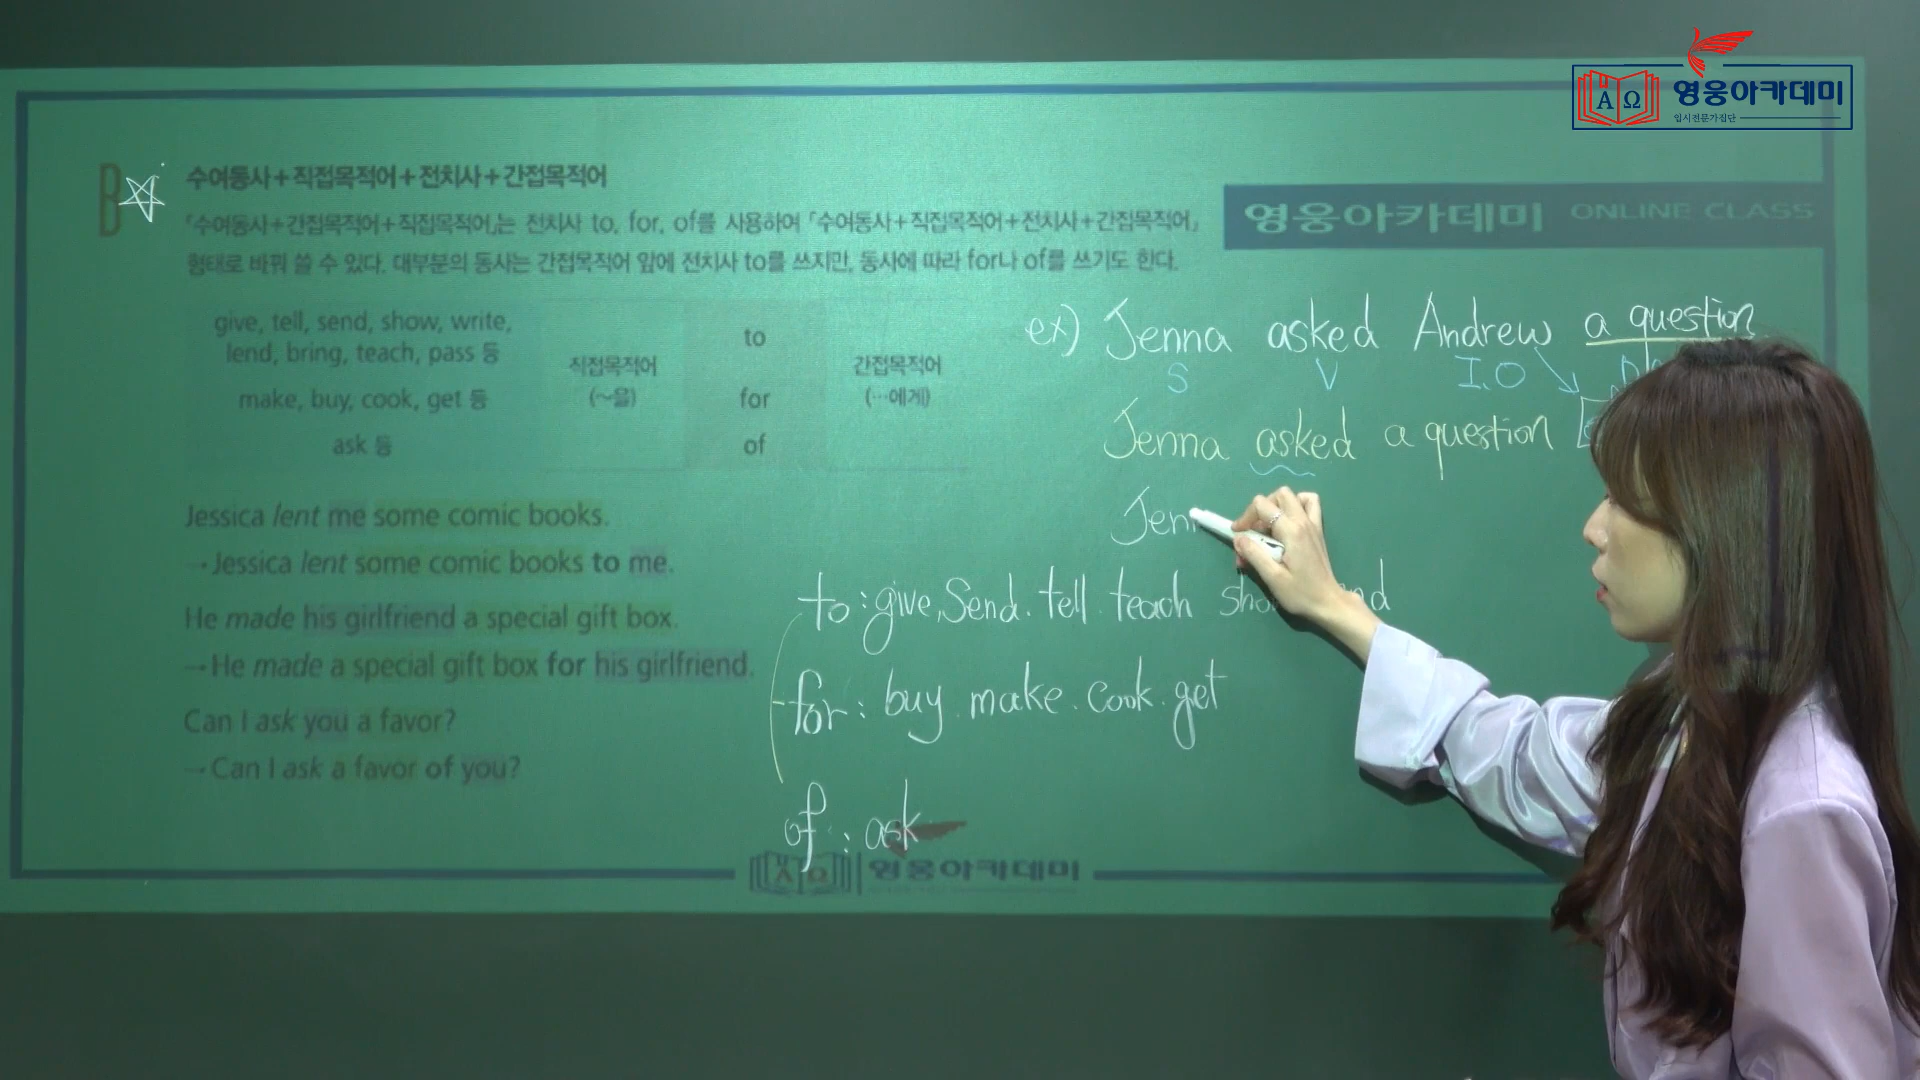 영웅아카데미
입시전문가집단
B 수여동사+직접목적어+전치사+간접목적어
「수여동사+간접목적어+직접목적어」는 전치사 to, for, of를 사용하여 「수여동사+직접목적어+전치사+간접목적어」
형태로 바꿔 쓸 수 있다. 대부분의 동사는 간접목적어 앞에 전치사 to를 쓰지만, 동사에 따라 for나 of를 쓰기도 한다.
영웅아카데미 ONLINE CLASS
give, tell, send, show, write,
lend, bring, teach, pass 등
make, buy, cook, get 등
ask 등
직접목적어
(~을)
to
for
of
간접목적어
(…에게)
Jessica lent me some comic books.
→Jessica lent some comic books to me.
He made his girlfriend a special gift box.
→He made a special gift box for his girlfriend.
Can I ask you a favor?
→Can I ask a favor of you?
ex) Jenna asked Andrew a question
S V I.O
Jenna asked a question
Jen
to: give, Send. tell. teach
for: buy. make. cook. get
of: ask
영웅아카데미